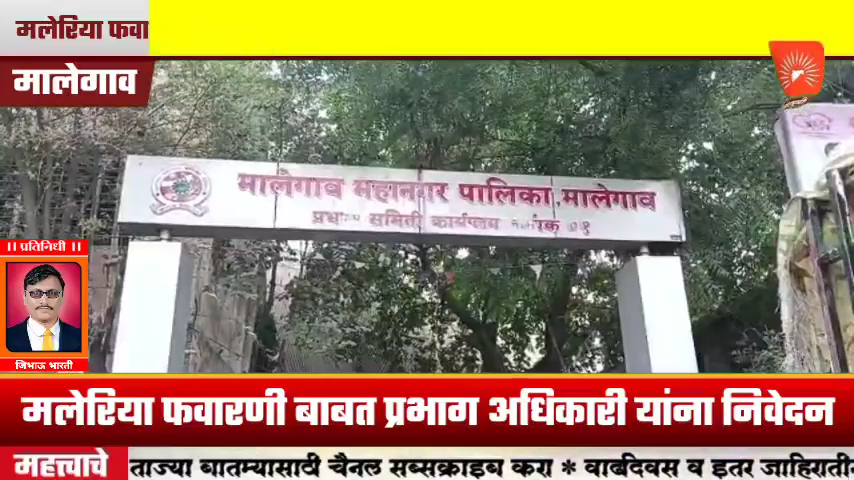 मलेरिया फवा
मालेगाव
मालेगाव महानगर पालिका, मालेगाव
समिती कार्यालय
।। प्रतिनिधी ।।
जिभाऊ भारती
मलेरिया फवारणी बाबत प्रभाग अधिकारी यांना निवेदन
महत्त्वाचे
ताज्या बातम्यासाठी चॅनल सब्सक्राइब करा * वाढदिवस व इतर जाहिराती